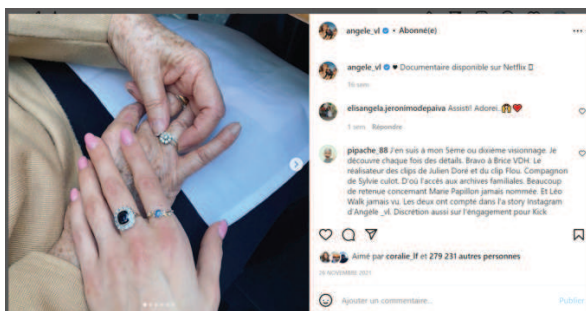 angele_vl • Abonné(e)
angele_vl ♥ Documentaire disponible sur Netflix
16 sem
elisangela.jeronimodepaiva Assisti! Adorei.
1 sem Répondre
pipache_88 J'en suis à mon 5ème ou dixième visionnage. Je
découvre chaque fois des détails. Bravo à Brice VDH. Le
réalisateur des clips de Julien Doré et du clip Flou. Compagnon
de Sylvie culot. D'où l'accès aux archives familiales. Beaucoup
de retenue concernant Marie Papillon jamais nommée. Et Léo
Walk jamais vu. Les deux ont compté dans l'a story Instagram
d'Angèle _vl. Discretion aussi sur l'engagement pour Kick
Aimé par coralie_lf et 279 231 autres personnes
26 NOVEMBRE 2021
Ajouter un commentaire...
Publier